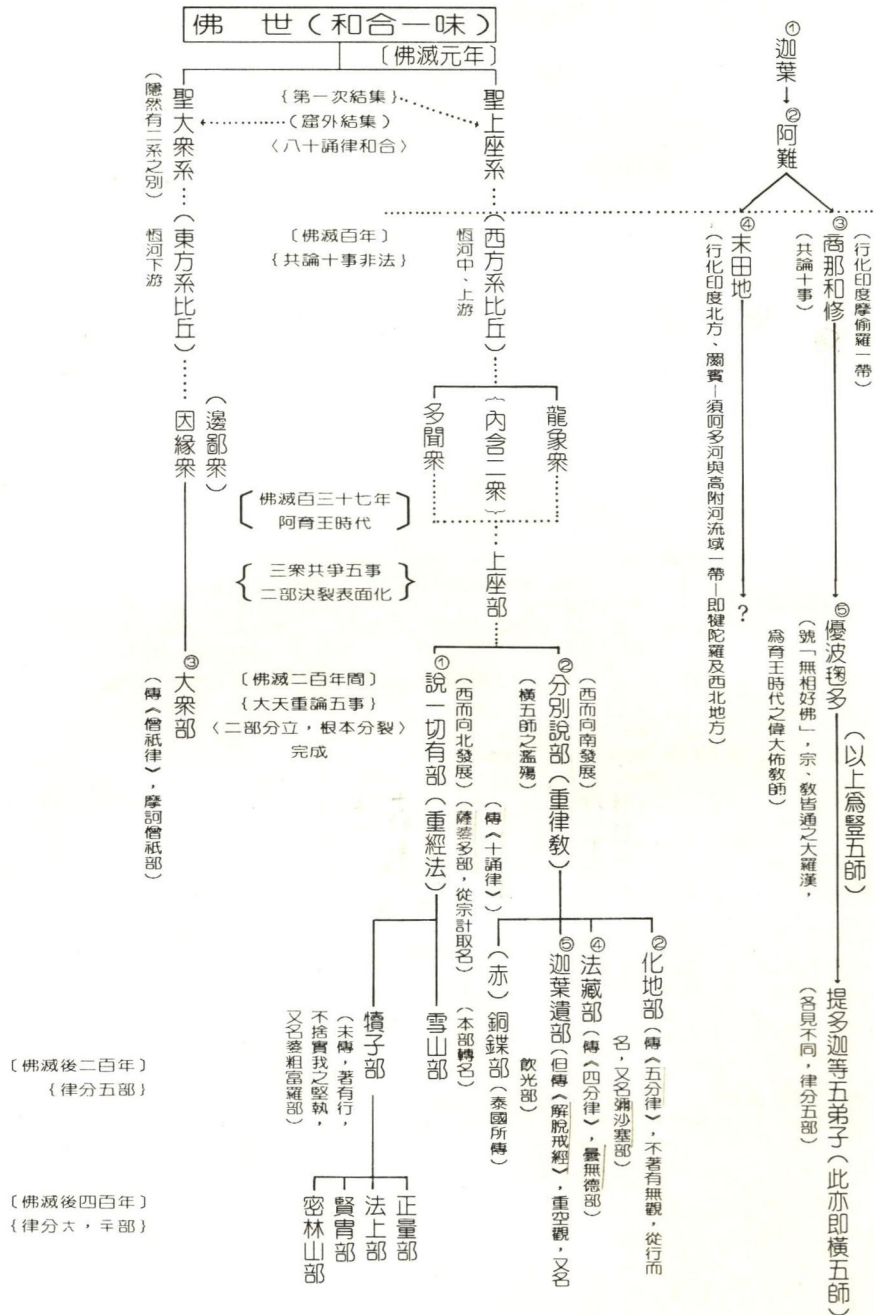 佛世(和合一味)
〔佛滅元年〕
①迦葉
②阿難
③商那和修
(行化印度摩偷羅一帶)
(共論十事)
④末田地
(行化印度北方、罽賓—須呵多河與高附河流域一帶—即犍陀羅及西北地方)
?
⑤優波毱多
(號「無相好佛」,宗、教皆通之大羅漢,
為育王時代之偉大佈教師)
(以上為豎五師)
提多迦等五弟子(此亦即橫五師)
(各見不同,律分五部)
聖上座系…(西方系比丘)
恆河中、上游
{第一次結集}
(窟外結集)
〈八十誦律和合〉
聖大衆系…(東方系比丘)……因緣衆
(隱然有二系之別)
恆河下游
(邊鄙衆)
〔佛滅百年〕
{共論十事非法}
龍象衆
(內含二衆)
多聞衆
〔佛滅百三十七年
阿育王時代〕
{三衆共爭五事
二部決裂表面化}
上座部
〔佛滅二百年間〕
{大天重論五事}
〈二部分立,根本分裂〉
完成
②分別說部(重律教)
(西而向南發展)
(橫五師之濫殤)
①說一切有部(重經法)
(西而向北發展)
(薩婆多部,從宗計取名)
(傳《十誦律》)
③大衆部
(傳《僧祇律》,摩訶僧祇部)
②化地部(傳《五分律》,不著有無觀,從行而
名,又名彌沙塞部)
④法藏部(傳《四分律》,曇無德部)
⑤迦葉遺部(但傳《解脫戒經》,重空觀,又名
飲光部)
(赤)銅鍱部(泰國所傳)
雪山部(本部轉名)
犢子部
(未傳,著有行,
不捨實我之堅執,
又名婆粗富羅部)
正量部
法上部
賢冑部
密林山部
〔佛滅後二百年〕
{律分五部}
〔佛滅後四百年〕
{律分六,部}